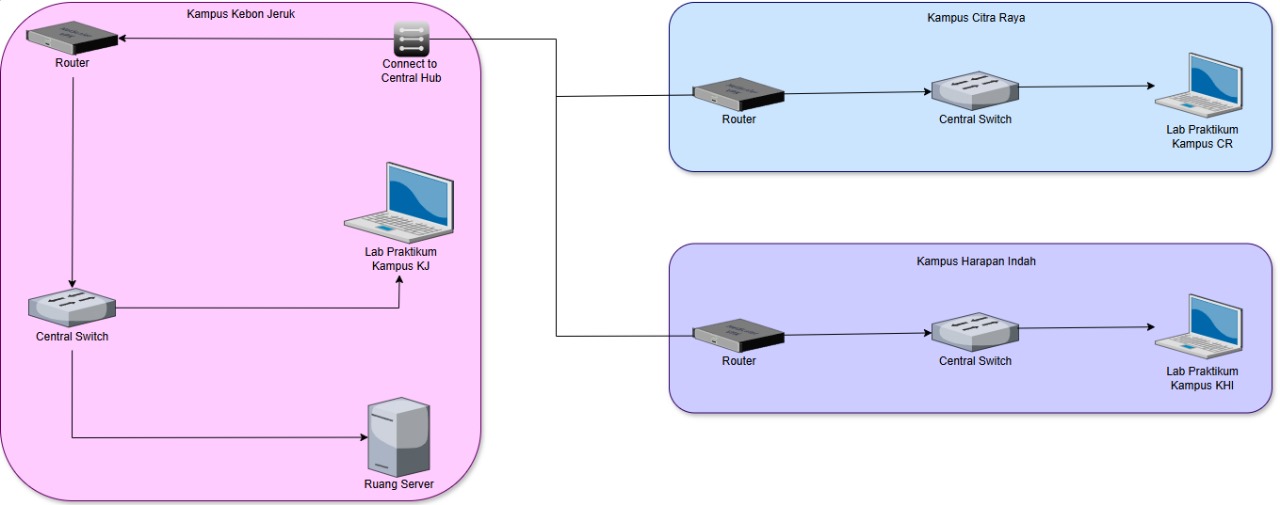 Kampus Kebon Jeruk
Router
Connect to
Central Hub
Lab Praktikum
Kampus KJ
Central Switch
Ruang Server
Kampus Citra Raya
Router
Central Switch
Lab Praktikum
Kampus CR
Kampus Harapan Indah
Router
Central Switch
Lab Praktikum
Kampus KHI